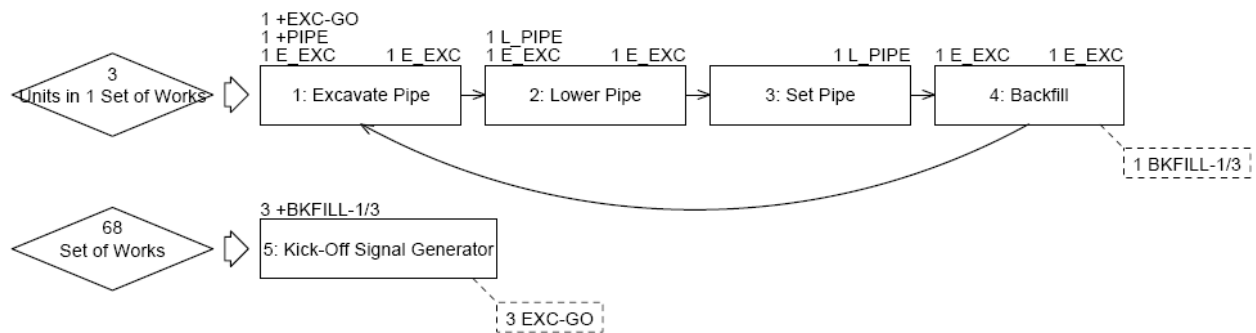 1 +EXC-GO
1 +PIPE
1 E_EXC 1 E_EXC
1 L_PIPE
1 E_EXC 1 E_EXC
1 L_PIPE
1 E_EXC 1 E_EXC
3
Units in 1 Set of Works
1: Excavate Pipe
2: Lower Pipe
3: Set Pipe
4: Backfill
1 BKFILL-1/3
3 +BKFILL-1/3
68
Set of Works
5: Kick-Off Signal Generator
3 EXC-GO